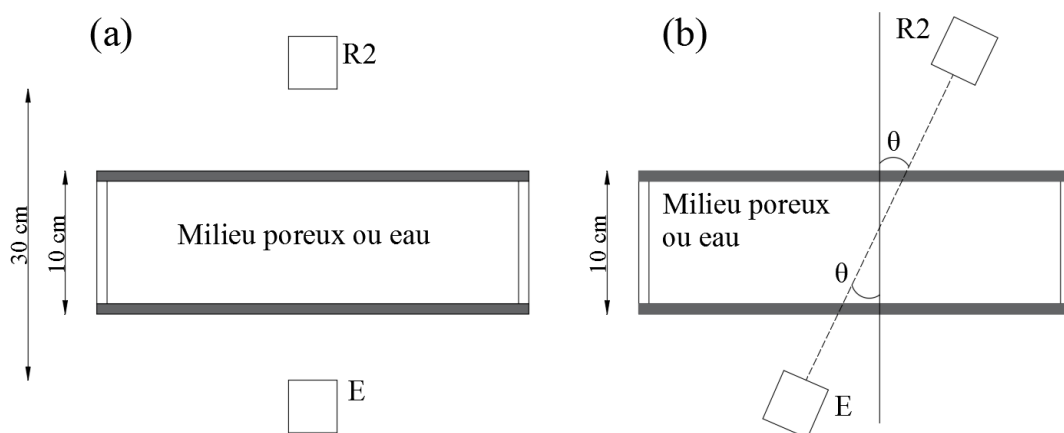 (a)
R2
30 cm
10 cm
Milieu poreux ou eau
E
(b)
R2
θ
10 cm
Milieu poreux
ou eau
θ
E